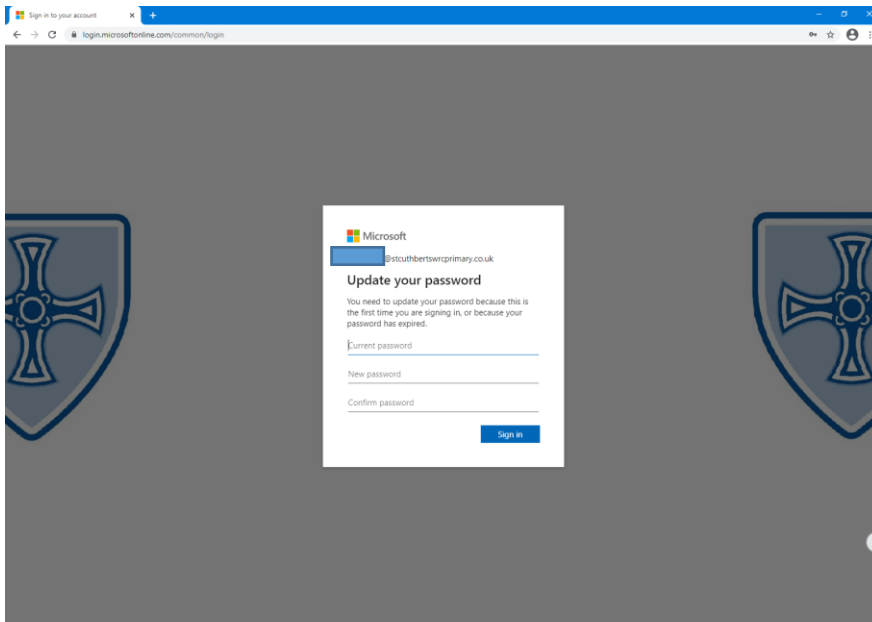 Sign in to your account
login.microsoftonline.com/common/login
Microsoft
@stcuthbertswrcprimary.co.uk
Update your password
You need to update your password because this is
the first time you are signing in, or because your
password has expired.
Current password
New password
Confirm password
Sign in